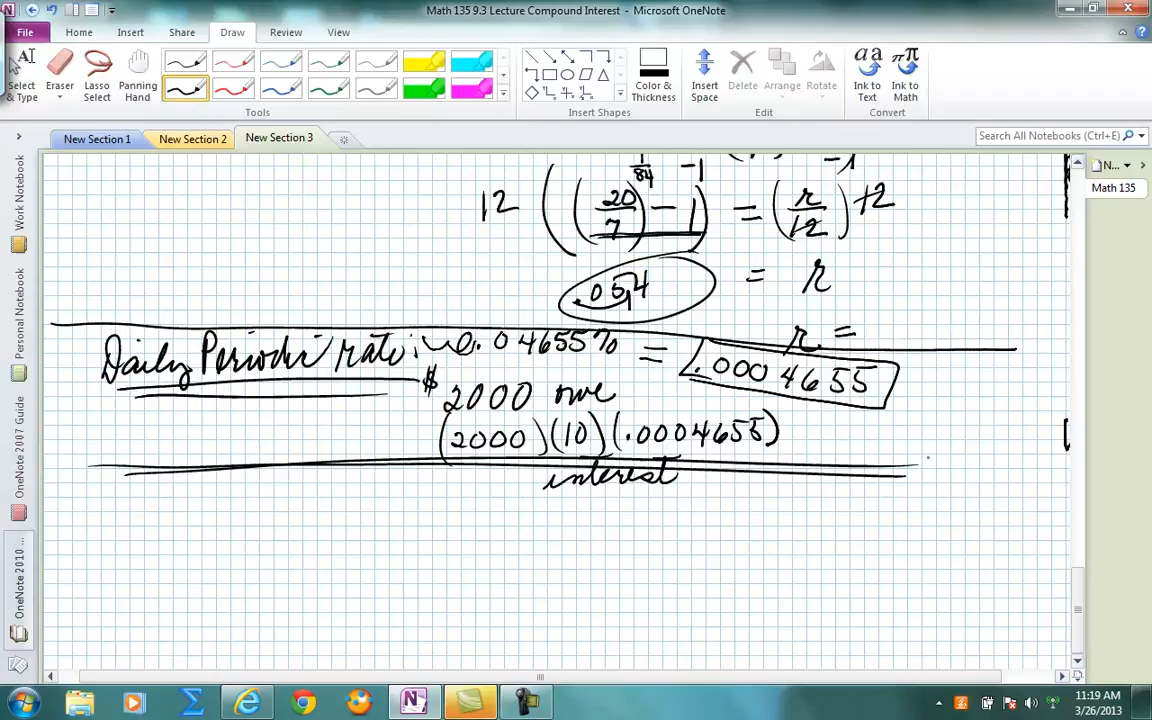 Math 135 9.3 Lecture Compound Interest - Microsoft OneNote
File Home Insert Share Draw Review View
Select & Type
Eraser
Lasso Select
Panning Hand
Color & Thickness
Insert Space
Delete
Arrange
Rotate
Ink to Text
Ink to Math
Tools
Insert Shapes
Edit
Convert
New Section 1
New Section 2
New Section 3
Search All Notebooks (Ctrl+E)
N...
Math 135
Work Notebook
Personal Notebook
OneNote 2007 Guide
OneNote 2010 ...
12 ((20/7)^1/84 - 1) = (r/12) 12
.054 = r
r =
Daily Periodic rate: .04655% = .0004655
$2000 owe
(2000)(10)(.0004655)
interest
11:19 AM
3/26/2013